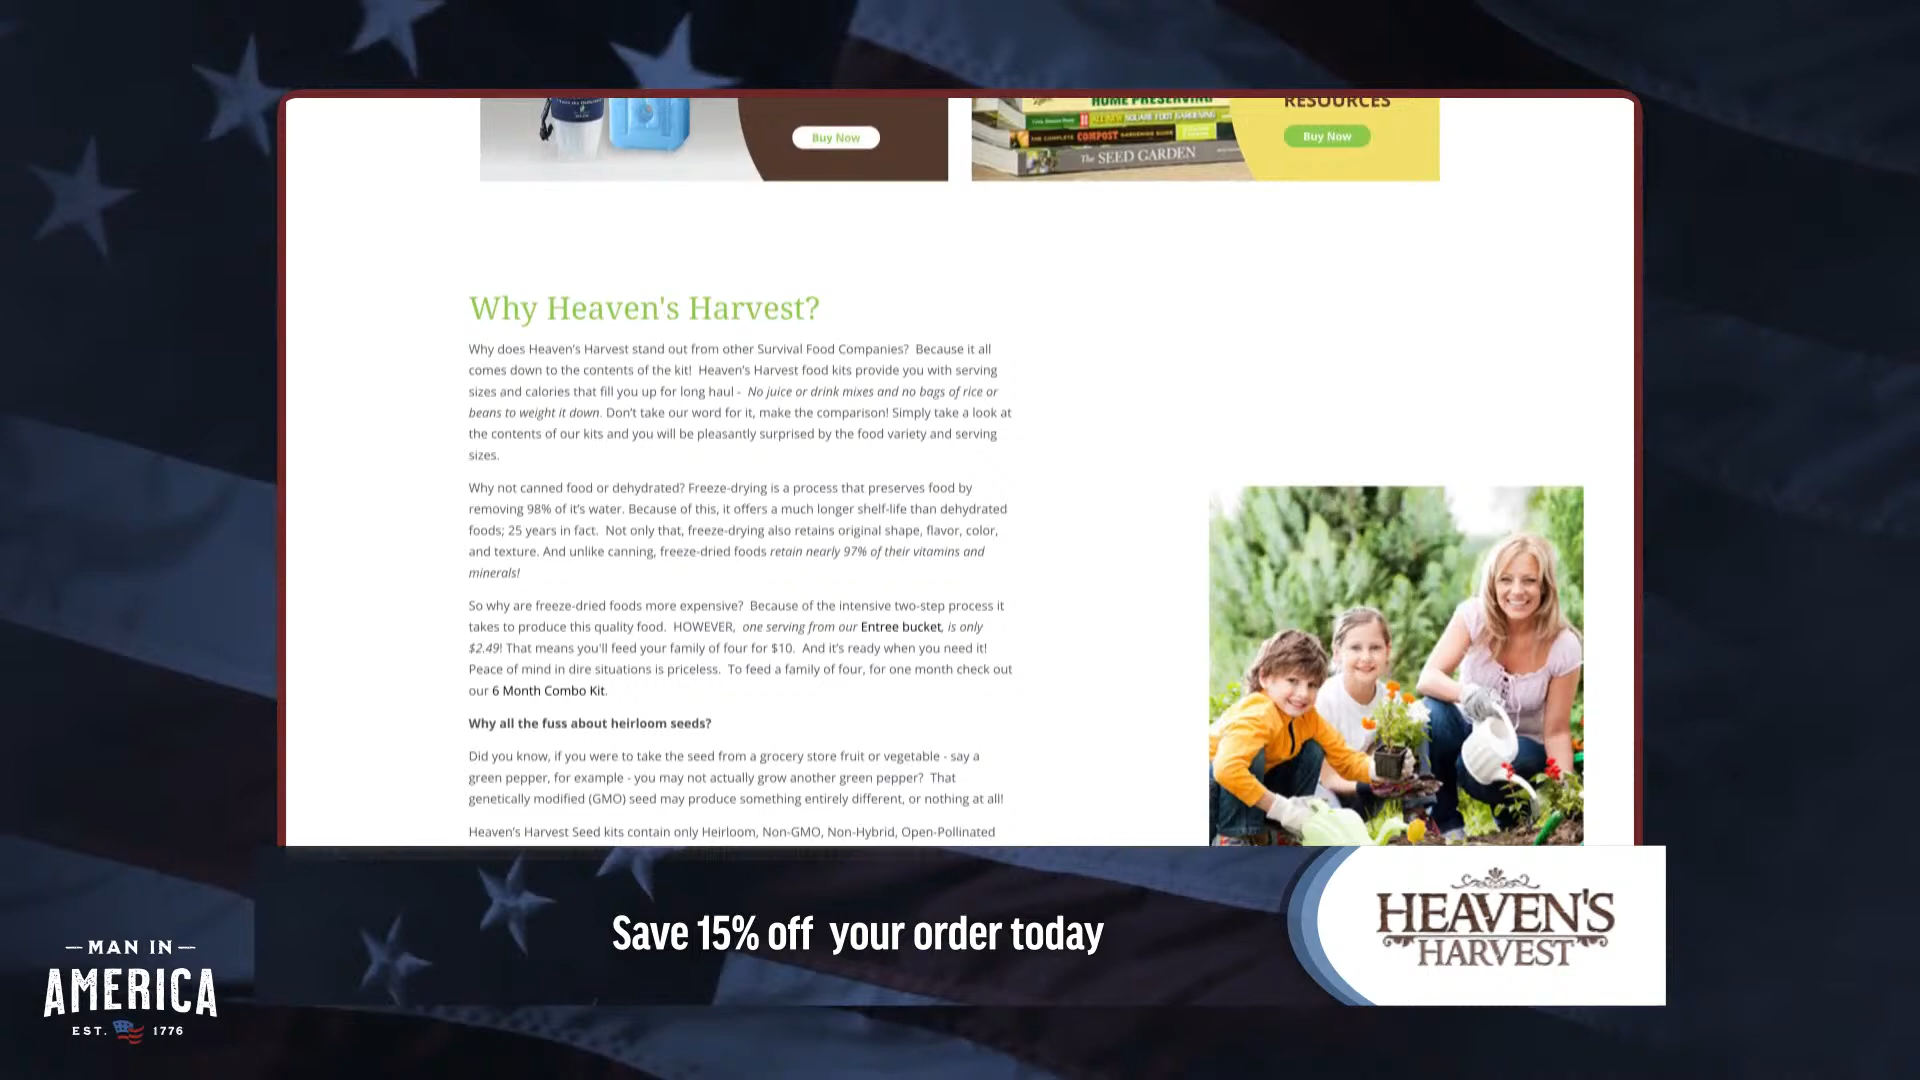 HOME PRESERVING
RESOURCES
ALL NEW SQUARE FOOT GARDENING
THE COMPLETE COMPOST GARDENING GUIDE
The SEED GARDEN
Buy Now
Buy Now
Why Heaven's Harvest?
Why does Heaven's Harvest stand out from other Survival Food Companies? Because it all
comes down to the contents of the kit! Heaven's Harvest food kits provide you with serving
sizes and calories that fill you up for long haul - No juice or drink mixes and no bags of rice or
beans to weight it down. Don't take our word for it, make the comparison! Simply take a look at
the contents of our kits and you will be pleasantly surprised by the food variety and serving
sizes.
Why not canned food or dehydrated? Freeze-drying is a process that preserves food by
removing 98% of it's water. Because of this, it offers a much longer shelf-life than dehydrated
foods; 25 years in fact. Not only that, freeze-drying also retains original shape, flavor, color,
and texture. And unlike canning, freeze-dried foods retain nearly 97% of their vitamins and
minerals!
So why are freeze-dried foods more expensive? Because of the intensive two-step process it
takes to produce this quality food. HOWEVER, one serving from our Entree bucket, is only
$2.49! That means you'll feed your family of four for $10. And it's ready when you need it!
Peace of mind in dire situations is priceless. To feed a family of four, for one month check out
our 6 Month Combo Kit.
Why all the fuss about heirloom seeds?
Did you know, if you were to take the seed from a grocery store fruit or vegetable - say a
green pepper, for example - you may not actually grow another green pepper? That
genetically modified (GMO) seed may produce something entirely different, or nothing at all!
Heaven's Harvest Seed kits contain only Heirloom, Non-GMO, Non-Hybrid, Open-Pollinated
Save 15% off your order today
HEAVEN'S
HARVEST
MAN IN
AMERICA
EST. 1776